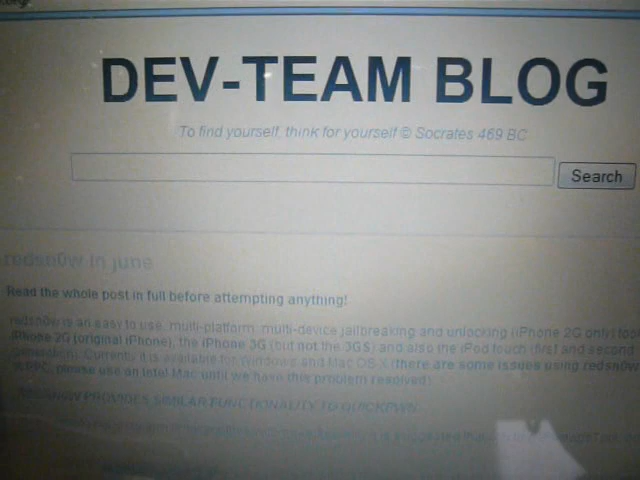 DEV-TEAM BLOG
To find yourself, think for yourself © Socrates 469 BC
Search
redsn0w in june
Read the whole post in full before attempting anything!
redsn0w is an easy to use, multi-platform, multi-device jailbreaking and unlocking (iPhone 2G only)
iPhone 2G (original iPhone), the iPhone 3G (but not the 3GS) and also the iPod touch (first and second
generation). Currently it is available for Windows and Mac OS X (there are some issues using redsn0w
PPC, please use an Intel Mac until we have this problem resolved)
REDSN0W PROVIDES SIMILAR FUNCTIONALITY TO QUICKPWN